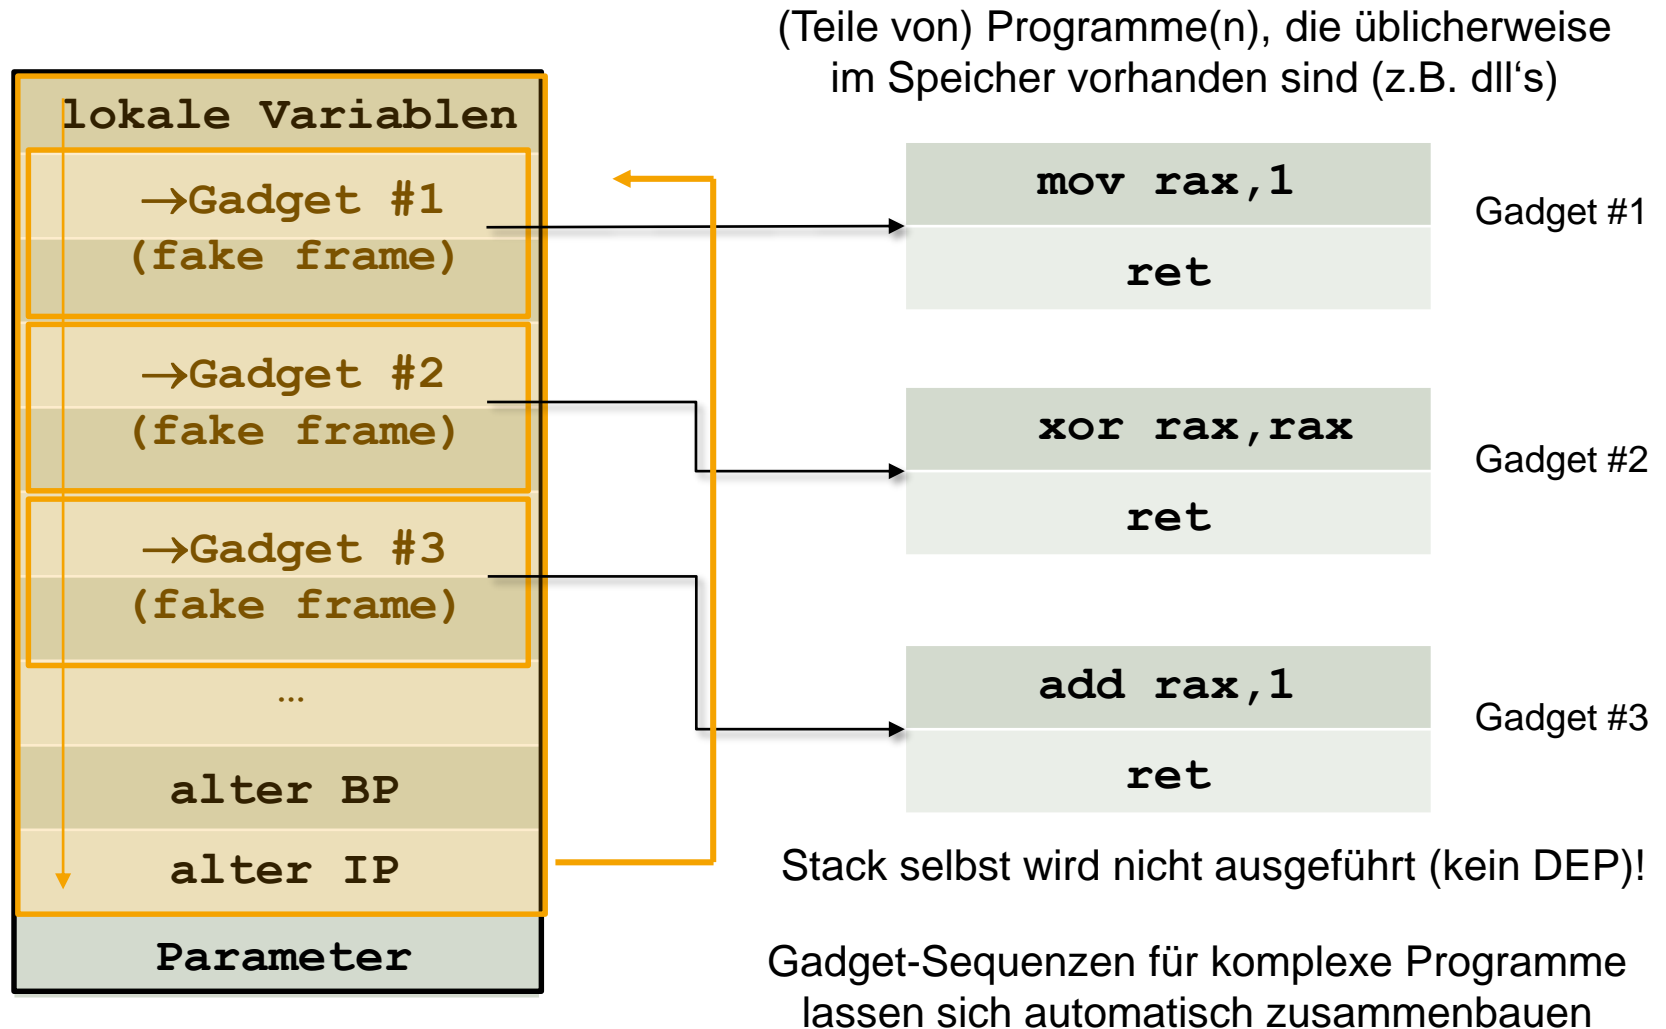 (Teile von) Programme(n), die üblicherweise
im Speicher vorhanden sind (z.B. dll‘s)
lokale Variablen
→Gadget #1
(fake frame)
→Gadget #2
(fake frame)
→Gadget #3
(fake frame)
...
alter BP
alter IP
Parameter
mov rax,1
ret
Gadget #1
xor rax,rax
ret
Gadget #2
add rax,1
ret
Gadget #3
Stack selbst wird nicht ausgeführt (kein DEP)!
Gadget-Sequenzen für komplexe Programme
lassen sich automatisch zusammenbauen